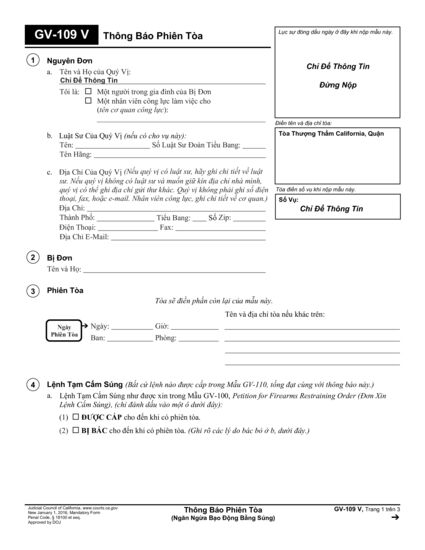 GV-109 V Thông Báo Phiên Tòa
Lục sự đóng dấu ngày ở đây khi nộp mẫu này.
Chỉ Để Thông Tin
Đừng Nộp
Điền tên và địa chỉ tòa:
Tòa Thượng Thẩm California, Quận
Tòa điền số vụ khi nộp mẫu này.
Số Vụ:
Chỉ Để Thông Tin
1 Nguyên Đơn
a. Tên và Họ của Quý Vị:
Chỉ Để Thông Tin
Tôi là: ☐ Một người trong gia đình của Bị Đơn
☐ Một nhân viên công lực làm việc cho
(tên cơ quan công lực):
b. Luật Sư Của Quý Vị (nếu có cho vụ này):
Tên: Số Luật Sư Đoàn Tiểu Bang:
Tên Hãng:
c. Địa Chỉ Của Quý Vị (Nếu quý vị có luật sư, hãy ghi chi tiết về luật
sư. Nếu quý vị không có luật sư và muốn giữ kín địa chỉ nhà mình,
quý vị có thể ghi địa chỉ gửi thư khác. Quý vị không phải ghi số điện
thoại, fax, hoặc e-mail. Nhân viên công lực, ghi chi tiết về cơ quan.)
Địa Chỉ:
Thành Phố: Tiểu Bang: Số Zip:
Điện Thoại: Fax:
Địa Chỉ E-Mail:
2 Bị Đơn
Tên và Họ:
3 Phiên Tòa
Tòa sẽ điền phần còn lại của mẫu này.
Tên và địa chỉ tòa nếu khác trên:
Ngày Phiên Tòa → Ngày: Giờ:
Ban: Phòng:
4 Lệnh Tạm Cấm Súng (Bất cứ lệnh nào được cấp trong Mẫu GV-110, tống đạt cùng với thông báo này.)
a. Lệnh Tạm Cấm Súng như được xin trong Mẫu GV-100, Petition for Firearms Restraining Order (Đơn Xin
Lệnh Cấm Súng), (chỉ đánh dấu vào một ô dưới đây):
(1) ☐ ĐƯỢC CẤP cho đến khi có phiên tòa.
(2) ☐ BỊ BÁC cho đến khi có phiên tòa. (Ghi rõ các lý do bác bỏ ở b, dưới đây.)
Judicial Council of California, www.courts.ca.gov
New January 1, 2016, Mandatory Form
Penal Code, § 18100 et seq.
Approved by DOJ
Thông Báo Phiên Tòa
(Ngăn Ngừa Bạo Động Bằng Súng)
GV-109 V, Trang 1 trên 3
→